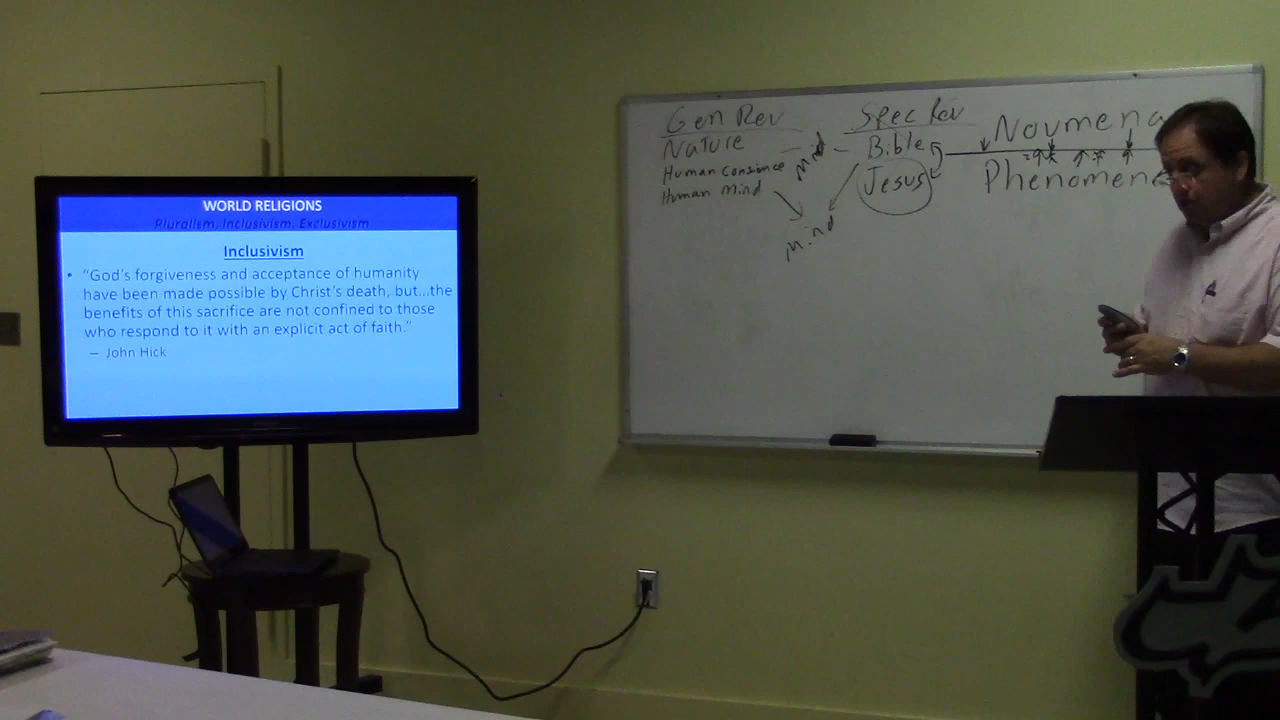 WORLD RELIGIONS
Pluralism, Inclusivism, Exclusivism
Inclusivism
• “God’s forgiveness and acceptance of humanity
have been made possible by Christ’s death, but...the
benefits of this sacrifice are not confined to those
who respond to it with an explicit act of faith.”
– John Hick
Gen Rev
Nature
Human Consience
Human Mind
Mind
Mind
Spec Rev
Bible
Jesus
Noumena
Phenomena